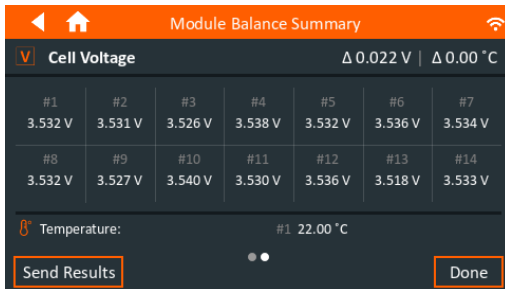 Module Balance Summary
V Cell Voltage Δ 0.022 V | Δ 0.00 ˚C
#1 #2 #3 #4 #5 #6 #7
3.532 V 3.531 V 3.526 V 3.538 V 3.532 V 3.536 V 3.534 V
#8 #9 #10 #11 #12 #13 #14
3.532 V 3.527 V 3.540 V 3.530 V 3.536 V 3.518 V 3.533 V
Temperature: #1 22.00 ˚C
Send Results Done